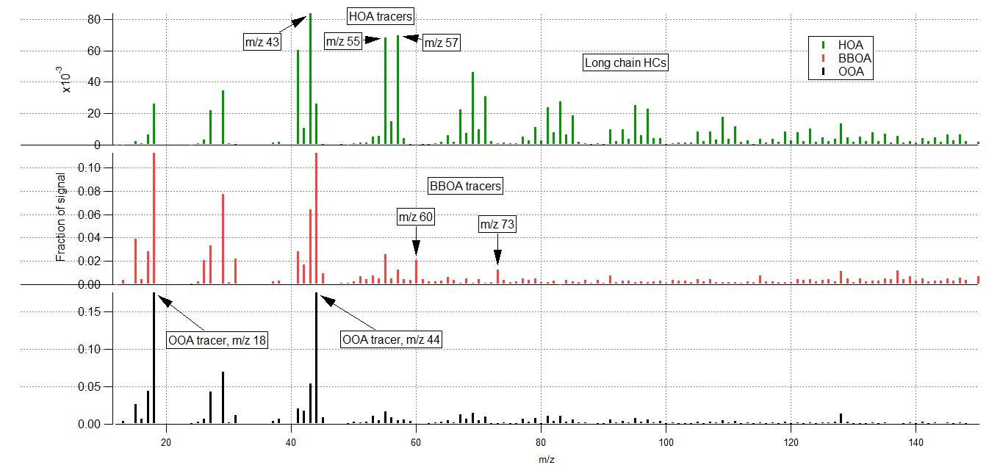 HOA tracers
m/z 43
m/z 55
m/z 57
Long chain HCs
HOA
BBOA
OOA
x10-3
80
60
40
20
0
BBOA tracers
m/z 60
m/z 73
Fraction of signal
0.10
0.08
0.06
0.04
0.02
0.00
OOA tracer, m/z 18
OOA tracer, m/z 44
0.15
0.10
0.05
0.00
20 40 60 80 100 120 140
m/z